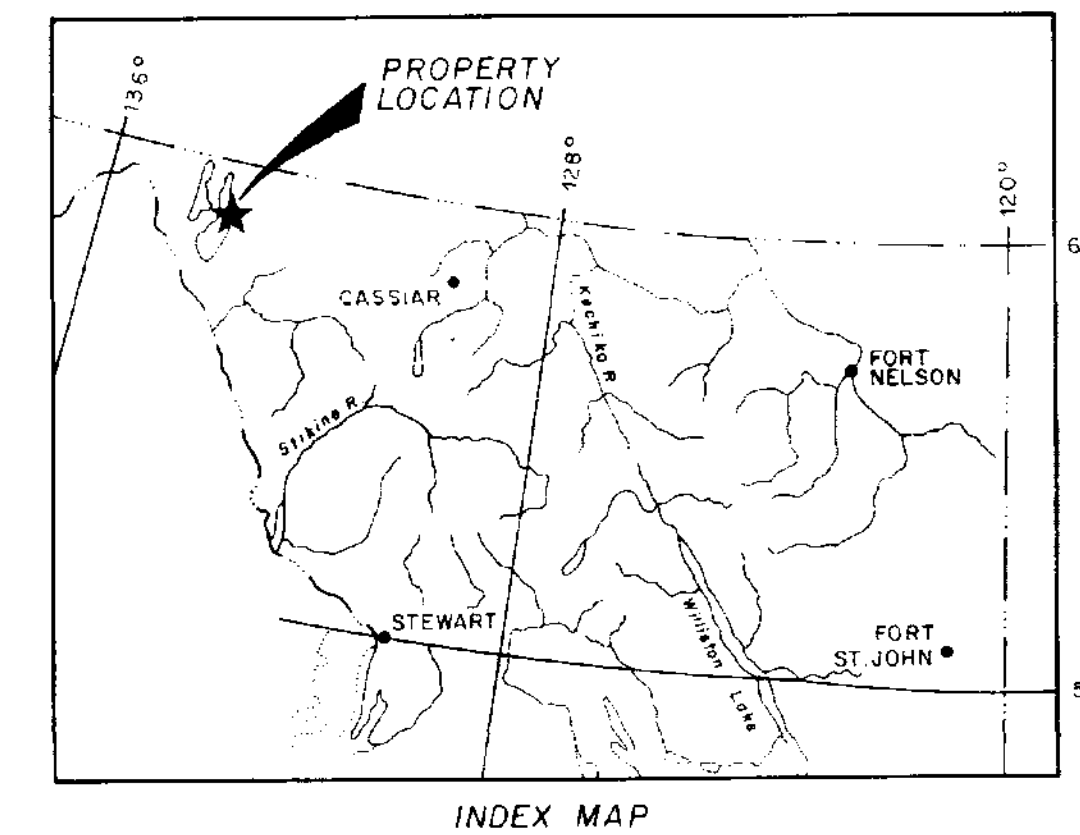 PROPERTY
LOCATION
136°
128°
120°
6
CASSIAR
Kechika R
FORT
NELSON
Stikine R.
STEWART
Williston
Lake
FORT
ST. JOHN
INDEX MAP